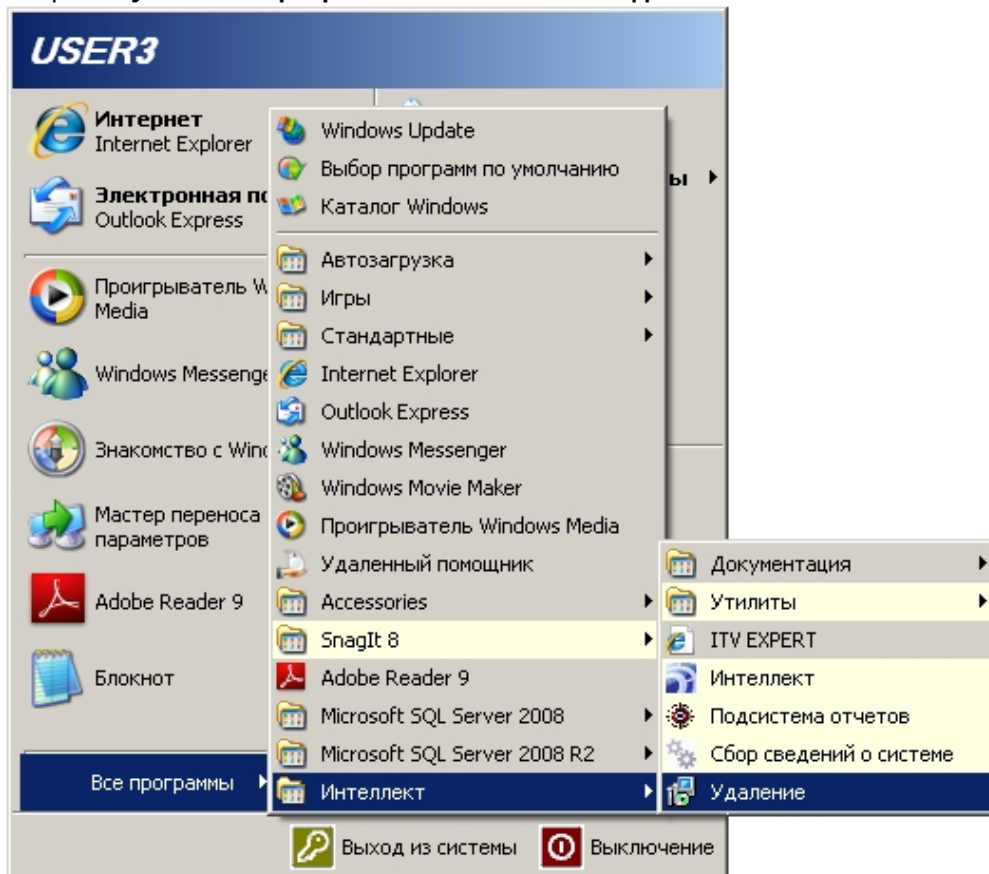 USER3
Интернет
Internet Explorer
Электронная по
Outlook Express
Проигрыватель W
Media
Windows Messenge
Знакомство с Winc
Мастер переноса
параметров
Adobe Reader 9
Блокнот
Все программы
Windows Update
Выбор программ по умолчанию
Каталог Windows
Автозагрузка
Игры
Стандартные
Internet Explorer
Outlook Express
Windows Messenger
Windows Movie Maker
Проигрыватель Windows Media
Удаленный помощник
Accessories
SnagIt 8
Adobe Reader 9
Microsoft SQL Server 2008
Microsoft SQL Server 2008 R2
Интеллект
ы
Документация
Утилиты
ITV EXPERT
Интеллект
Подсистема отчетов
Сбор сведений о системе
Удаление
Выход из системы
Выключение